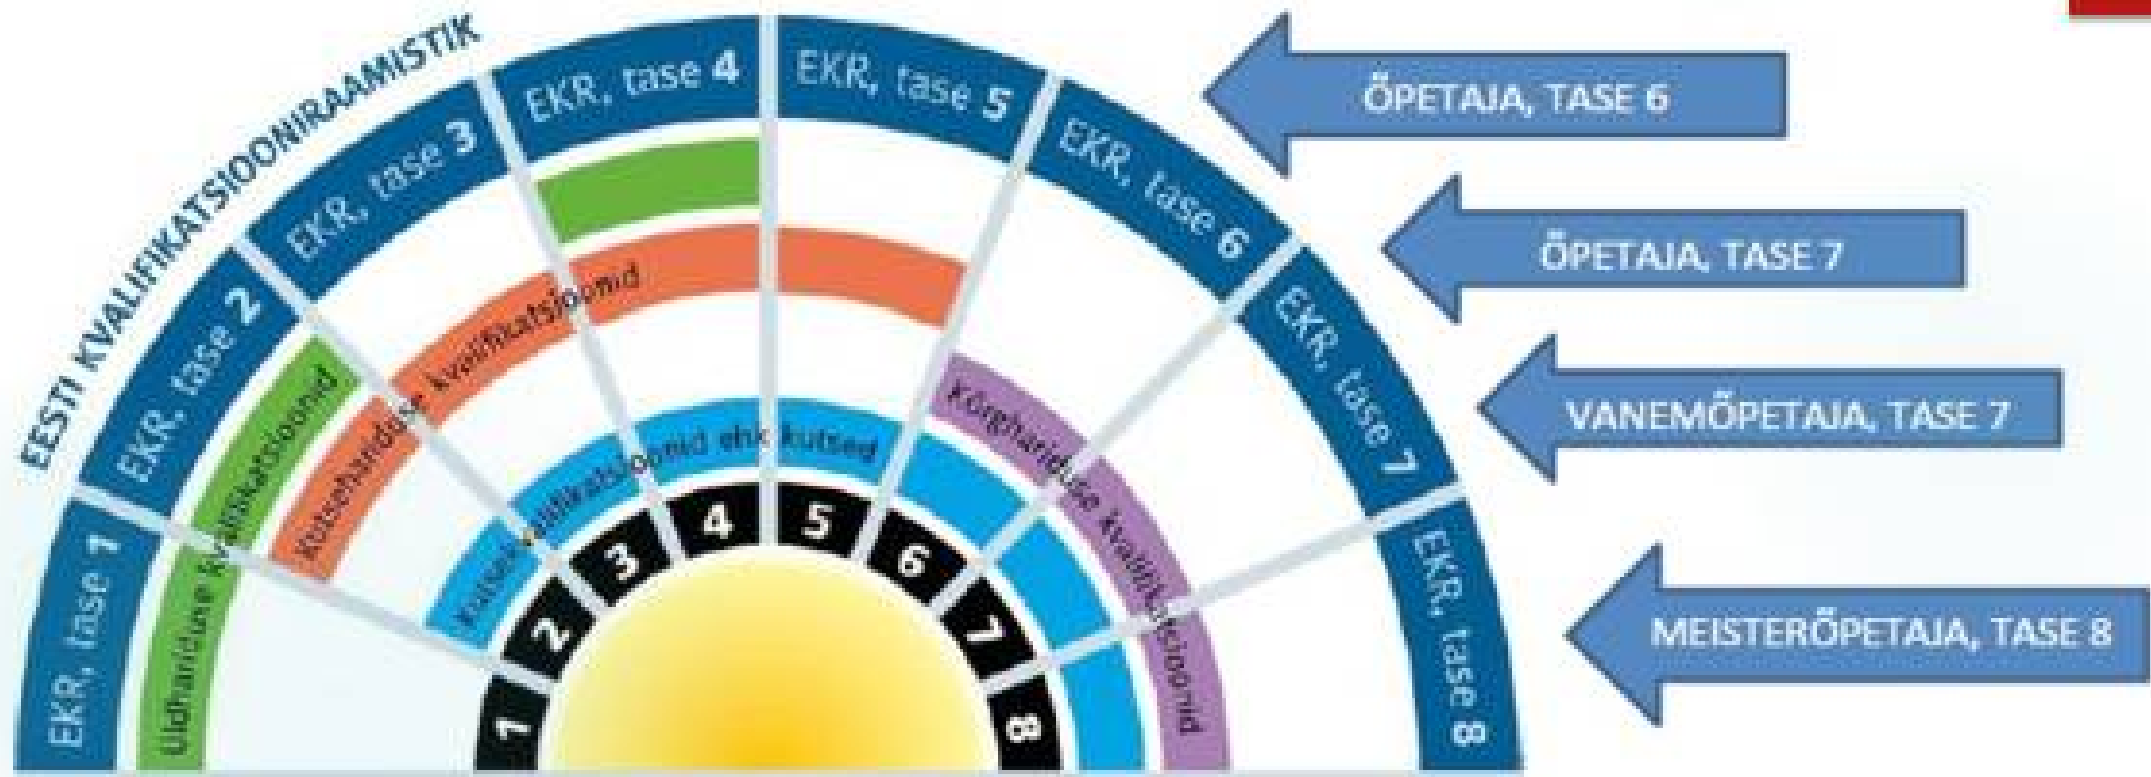 EESTI KVALIFIKATSIOONIRAAMISTIK
EKR, tase 1
EKR, tase 2
EKR, tase 3
EKR, tase 4
EKR, tase 5
EKR, tase 6
EKR, tase 7
EKR, tase 8
Üldhariduse kvalifikatsioonid
Kutsehariduse kvalifikatsioonid
Kutsekvalifikatsioonid ehk kutsed
Kõrghariduse kvalifikatsioonid
1
2
3
4
5
6
7
8
ÕPETAJA, TASE 6
ÕPETAJA, TASE 7
VANEMÕPETAJA, TASE 7
MEISTERÕPETAJA, TASE 8